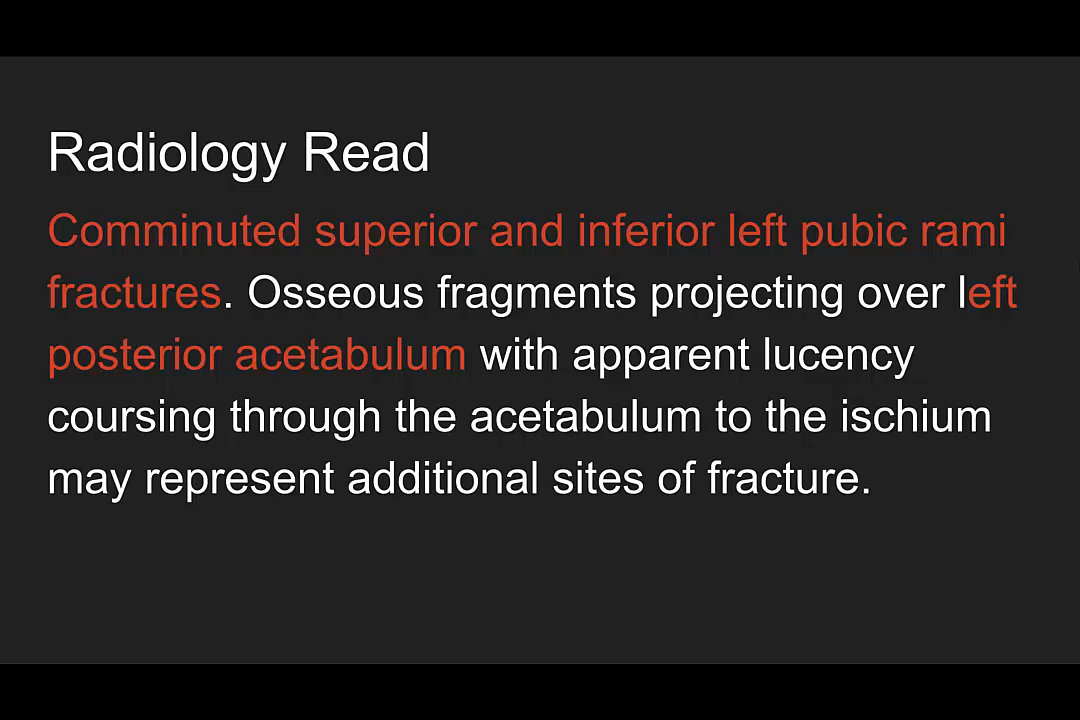 Radiology Read
Comminuted superior and inferior left pubic rami
fractures. Osseous fragments projecting over left
posterior acetabulum with apparent lucency
coursing through the acetabulum to the ischium
may represent additional sites of fracture.